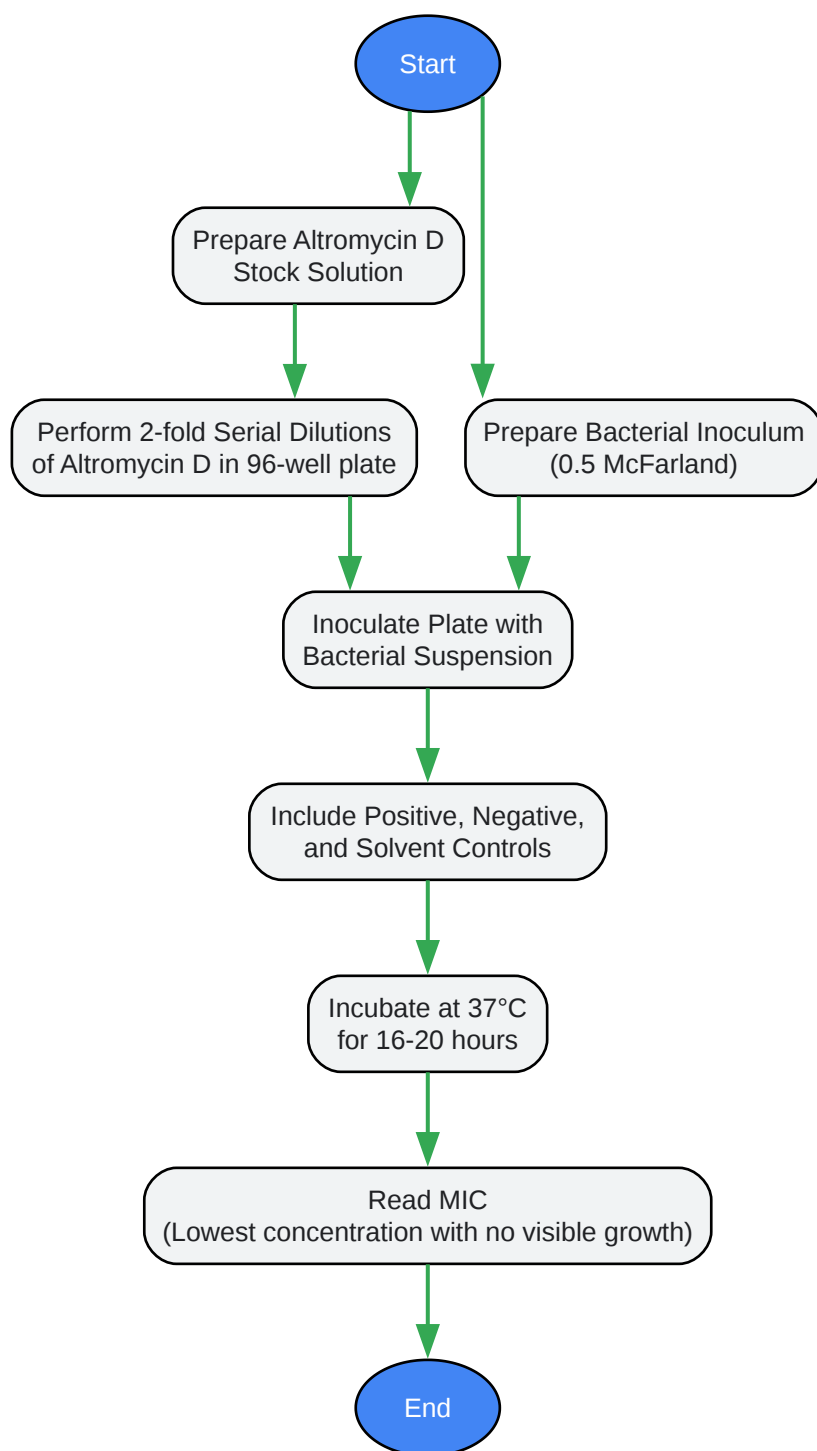 Start
Prepare Altromycin D
Stock Solution
Perform 2-fold Serial Dilutions
of Altromycin D in 96-well plate
Prepare Bacterial Inoculum
(0.5 McFarland)
Inoculate Plate with
Bacterial Suspension
Include Positive, Negative,
and Solvent Controls
Incubate at 37°C
for 16-20 hours
Read MIC
(Lowest concentration with no visible growth)
End